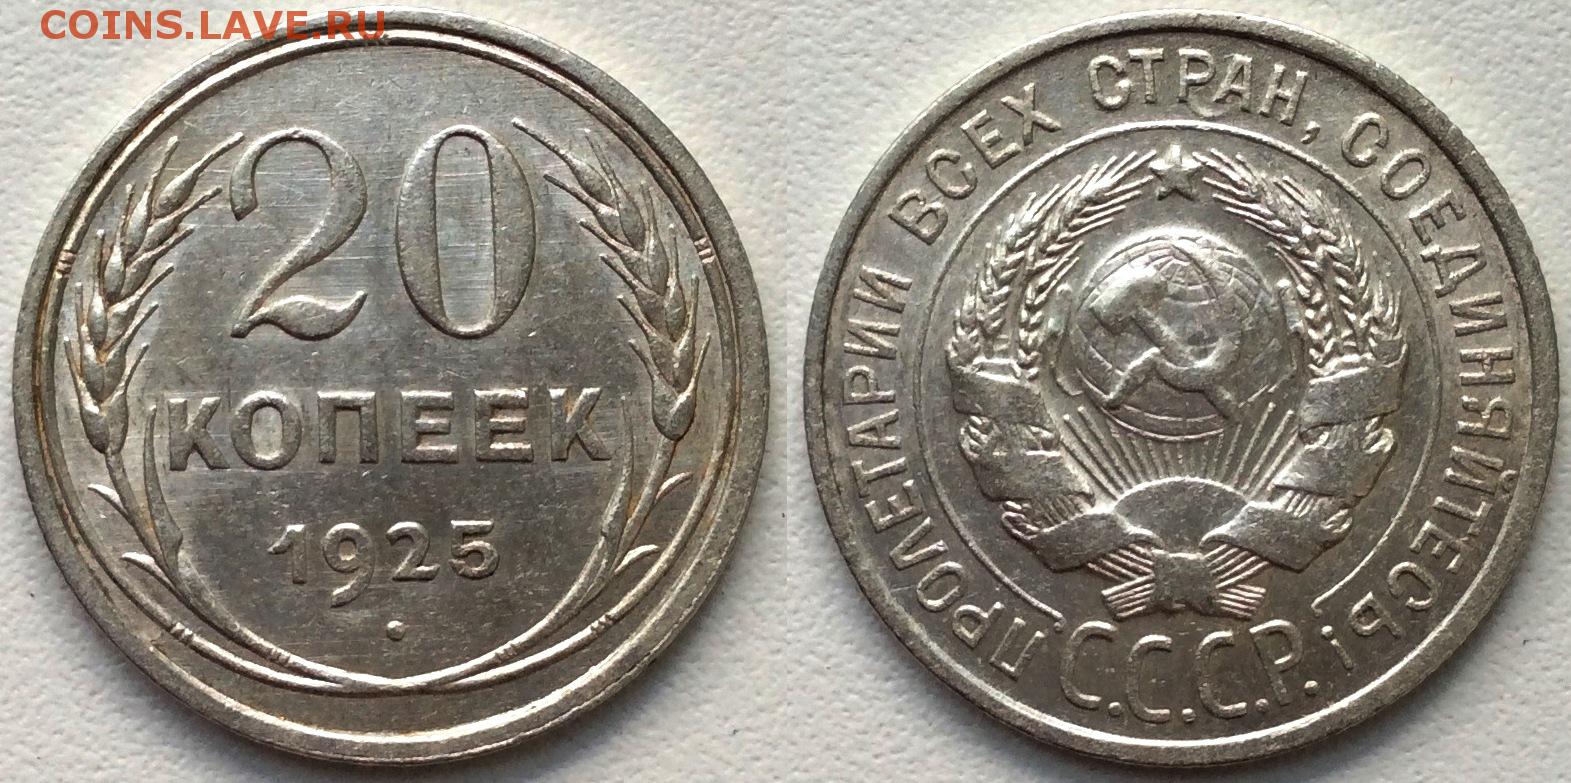 COINS.LAVE.RU
20
КОПЕЕК
1925
ПРОЛЕТАРИИ ВСЕХ СТРАН, СОЕДИНЯЙТЕСЬ!
С.С.С.Р.